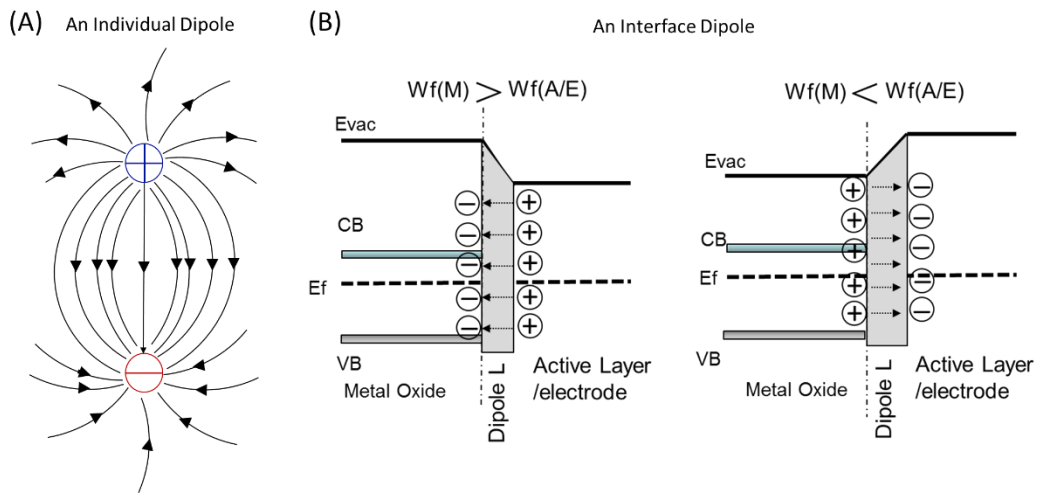 (A) An Individual Dipole
(B) An Interface Dipole
Wf(M) > Wf(A/E)
Evac
CB
Ef
VB
Metal Oxide
Dipole L
Active Layer
/electrode
Wf(M) < Wf(A/E)
Evac
CB
Ef
VB
Metal Oxide
Dipole L
Active Layer
/electrode